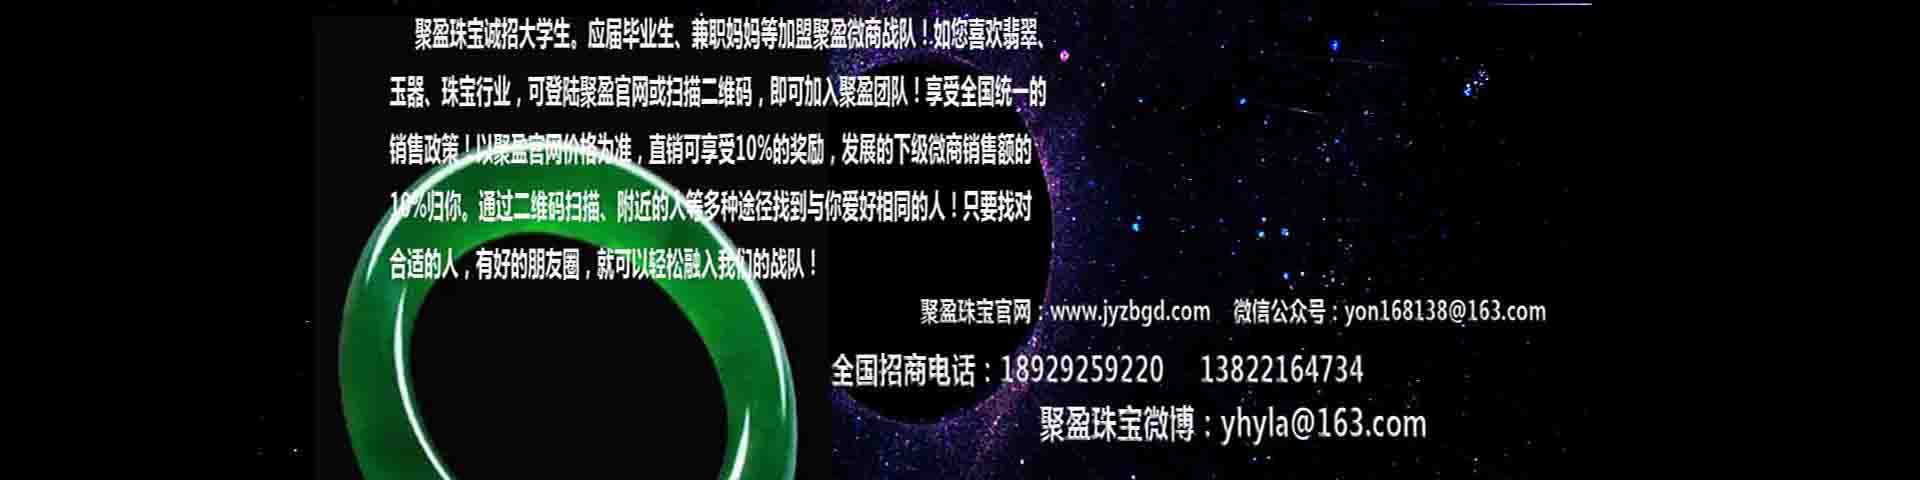 聚盈珠宝诚招大学生。应届毕业生、兼职妈妈等加盟聚盈微商战队！如您喜欢翡翠、
玉器、珠宝行业，可登陆聚盈官网或扫描二维码，即可加入聚盈团队！享受全国统一的
销售政策！以聚盈官网价格为准，直销可享受10%的奖励，发展的下级微商销售额的
10%归你。通过二维码扫描、附近的人等多种途径找到与你爱好相同的人！只要找对
合适的人，有好的朋友圈，就可以轻松融入我们的战队！
聚盈珠宝官网：www.jyzbgd.com 微信公众号：yon168138@163.com
全国招商电话：18929259220 13822164734
聚盈珠宝微博：yhyla@163.com